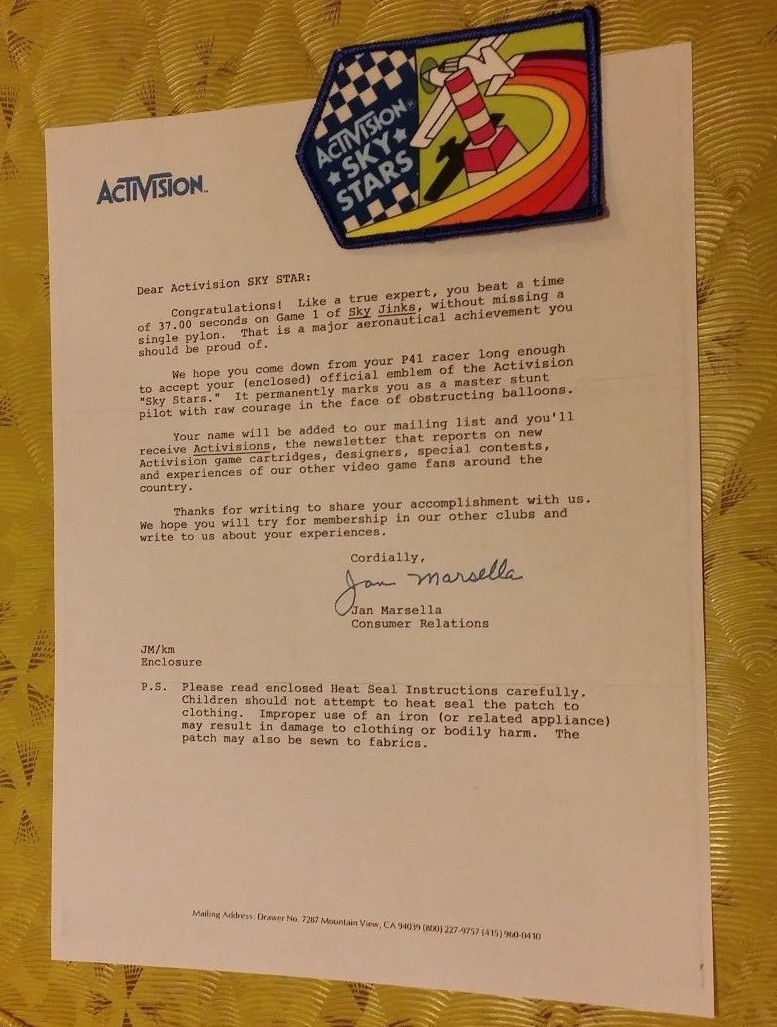 ACTIVISION®
SKY
STARS
ACTIVISION™
Dear Activision SKY STAR:
Congratulations! Like a true expert, you beat a time
of 37.00 seconds on Game 1 of Sky Jinks, without missing a
single pylon. That is a major aeronautical achievement you
should be proud of.
We hope you come down from your P41 racer long enough
to accept your (enclosed) official emblem of the Activision
"Sky Stars." It permanently marks you as a master stunt
pilot with raw courage in the face of obstructing balloons.
Your name will be added to our mailing list and you'll
receive Activisions, the newsletter that reports on new
Activision game cartridges, designers, special contests,
and experiences of our other video game fans around the
country.
Thanks for writing to share your accomplishment with us.
We hope you will try for membership in our other clubs and
write to us about your experiences.
Cordially,
Jan Marsella
Jan Marsella
Consumer Relations
JM/km
Enclosure
P.S. Please read enclosed Heat Seal Instructions carefully.
Children should not attempt to heat seal the patch to
clothing. Improper use of an iron (or related appliance)
may result in damage to clothing or bodily harm. The
patch may also be sewn to fabrics.
Mailing Address: Drawer No. 7287 Mountain View, CA 94039 (800) 227-9757 (415) 960-0410